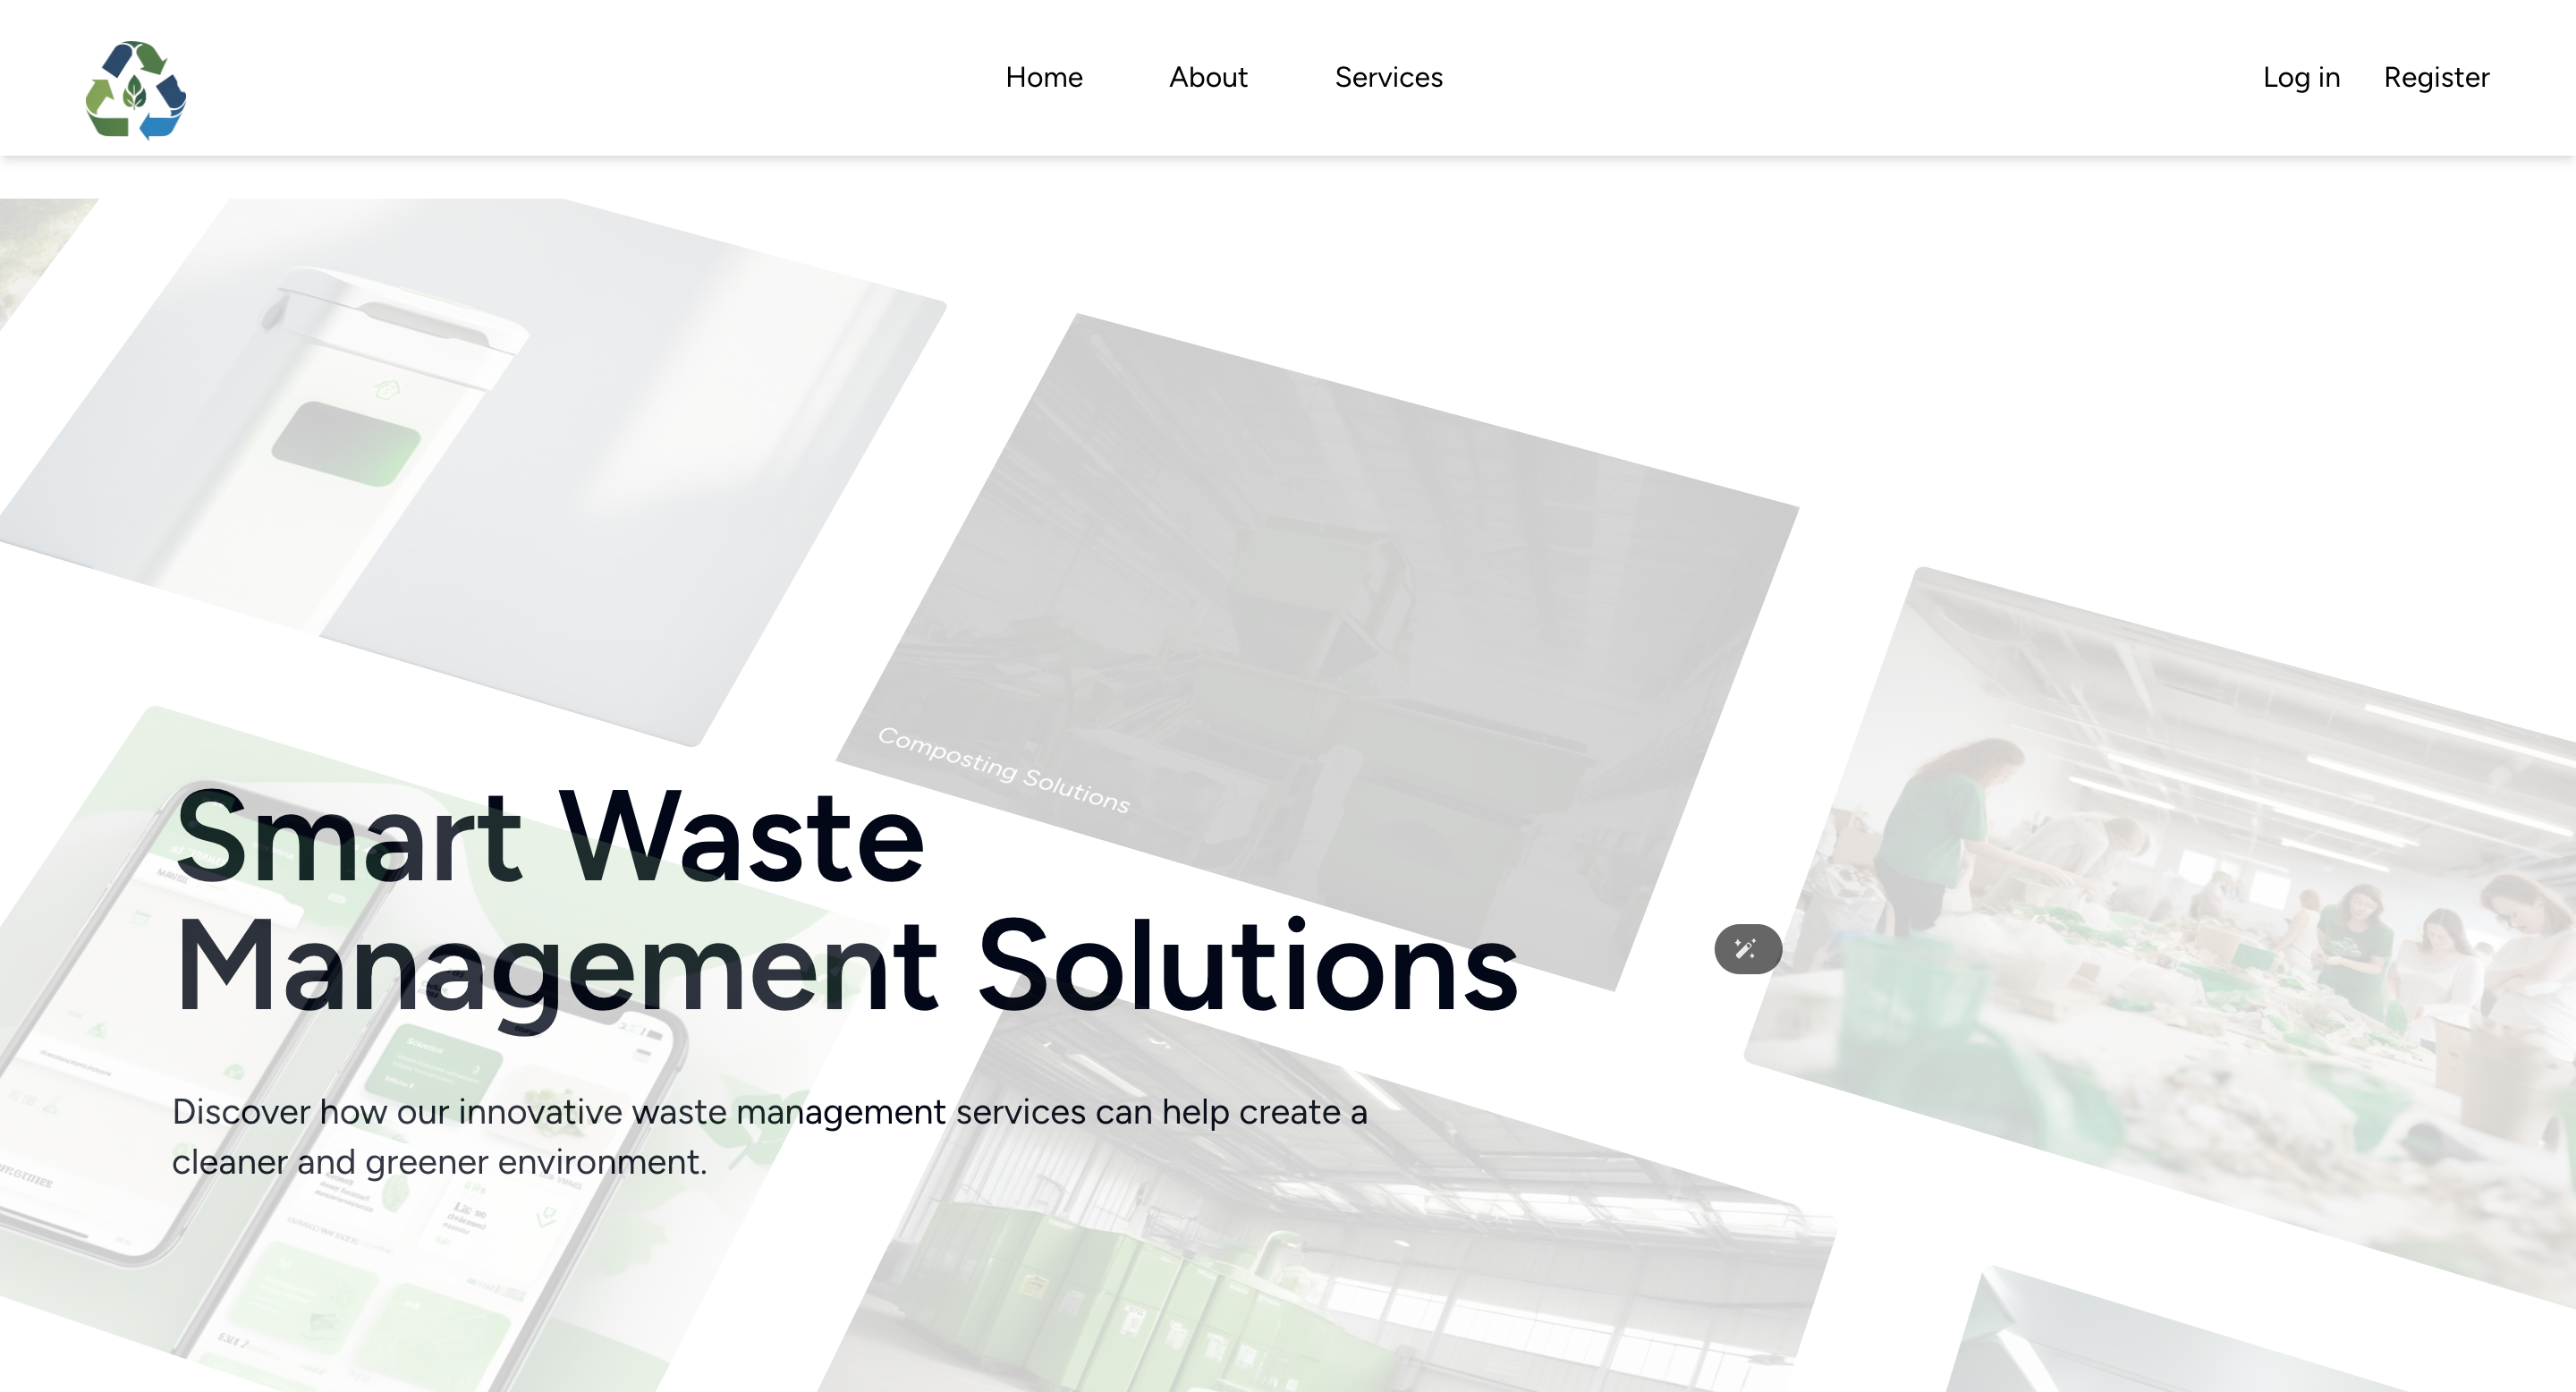 Home
About
Services
Log in
Register
Composting Solutions
Smart Waste
Management Solutions
Discover how our innovative waste management services can help create a
cleaner and greener environment.